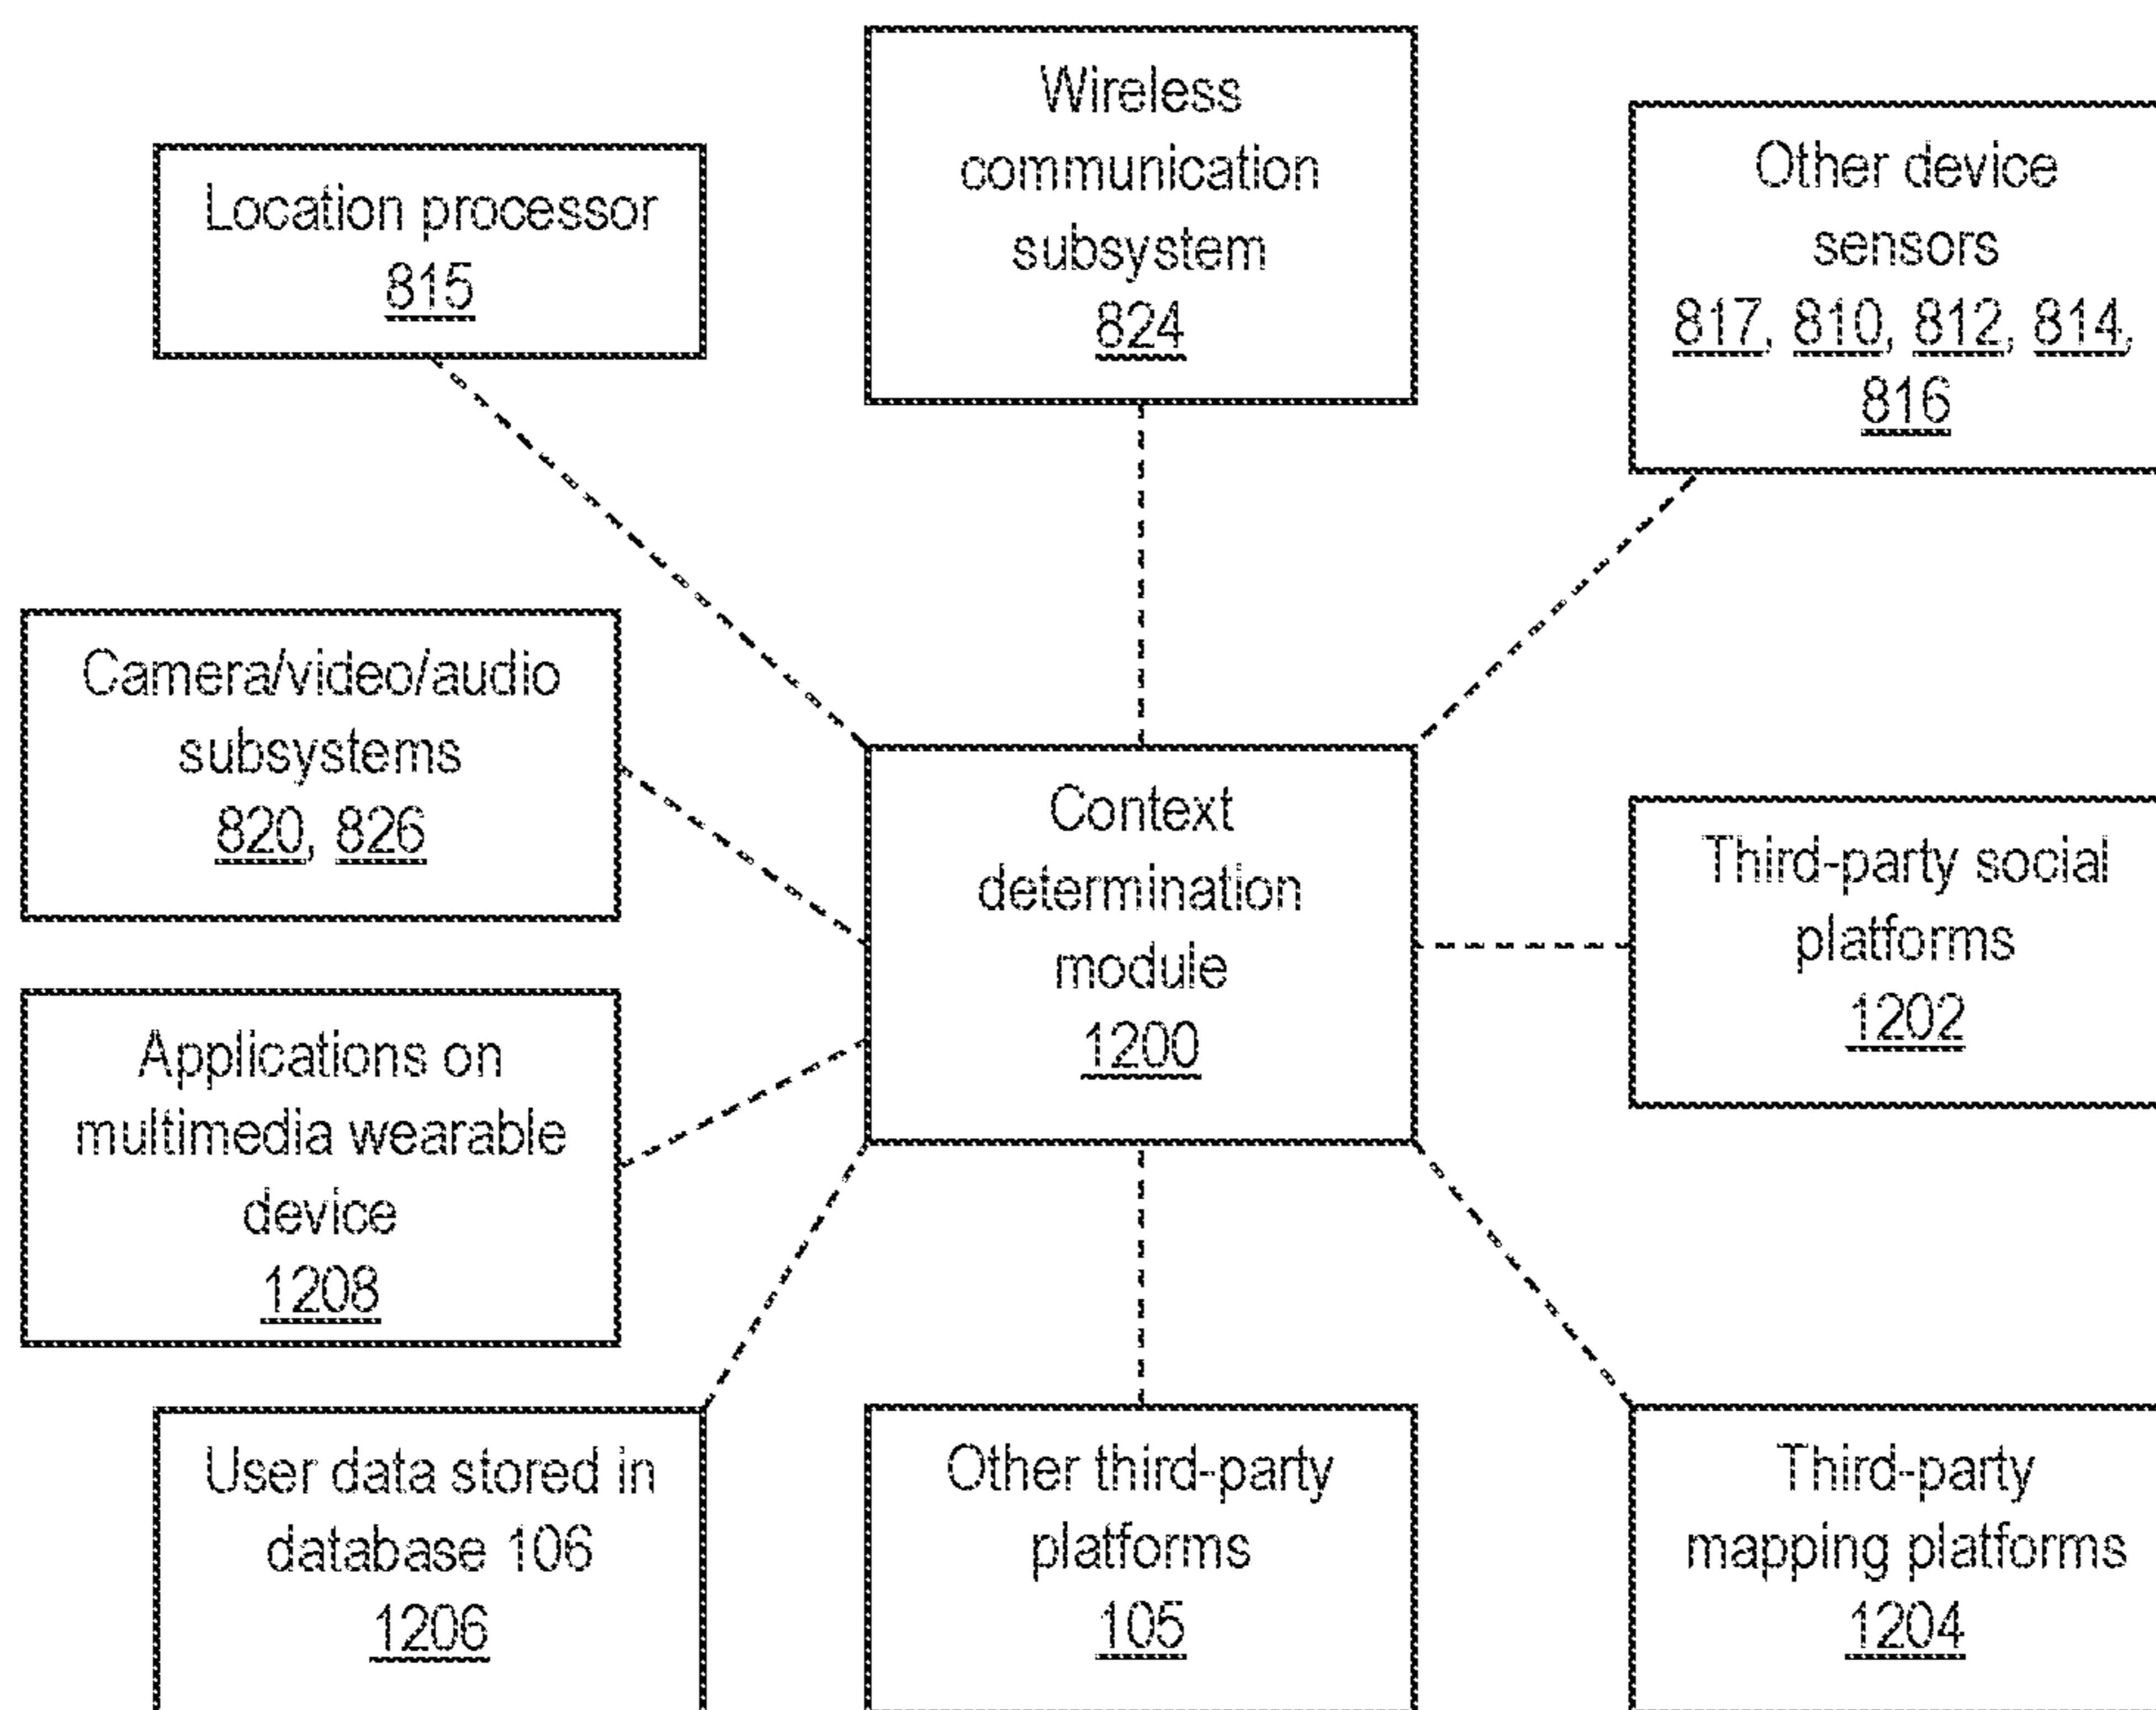 Location processor
815
Wireless
communication
subsystem
824
Other device
sensors
817, 810, 812, 814,
816
Camera/video/audio
subsystems
820, 826
Context
determination
module
1200
Third-party social
platforms
1202
Applications on
multimedia wearable
device
1208
User data stored in
database 106
1206
Other third-party
platforms
105
Third-party
mapping platforms
1204